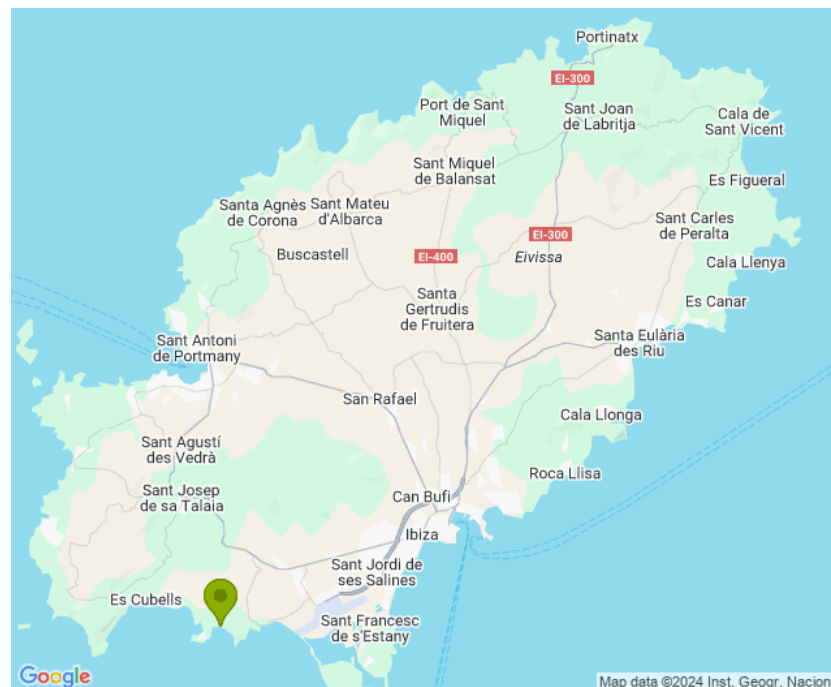 Portinatx
EI-300
Port de Sant
Miquel
Sant Joan
de Labritja
Cala de
Sant Vicent
Sant Miquel
de Balansat
Es Figueral
Santa Agnès
de Corona
Sant Mateu
d'Albarca
Sant Carles
de Peralta
EI-300
Buscastell
EI-400
Eivissa
Cala Llenya
Santa
Gertrudis
de Fruitera
Es Canar
Sant Antoni
de Portmany
Santa Eulària
des Riu
San Rafael
Cala Llonga
Sant Agustí
des Vedrà
Roca Llisa
Sant Josep
de sa Talaia
Can Bufi
Ibiza
Sant Jordi de
ses Salines
Es Cubells
Sant Francesc
de s'Estany
Google
Map data ©2024 Inst. Geogr. Nacion